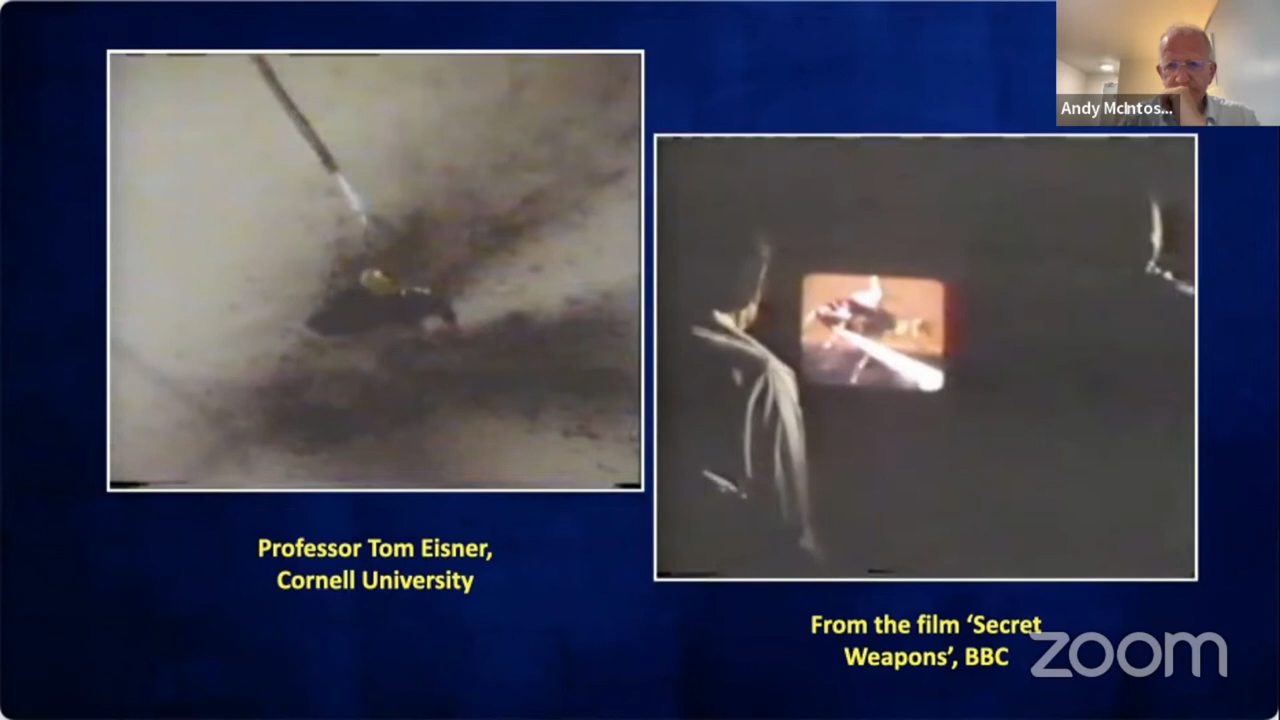 Andy McIntos...
Professor Tom Eisner,
Cornell University
From the film ‘Secret
Weapons’, BBC
zoom